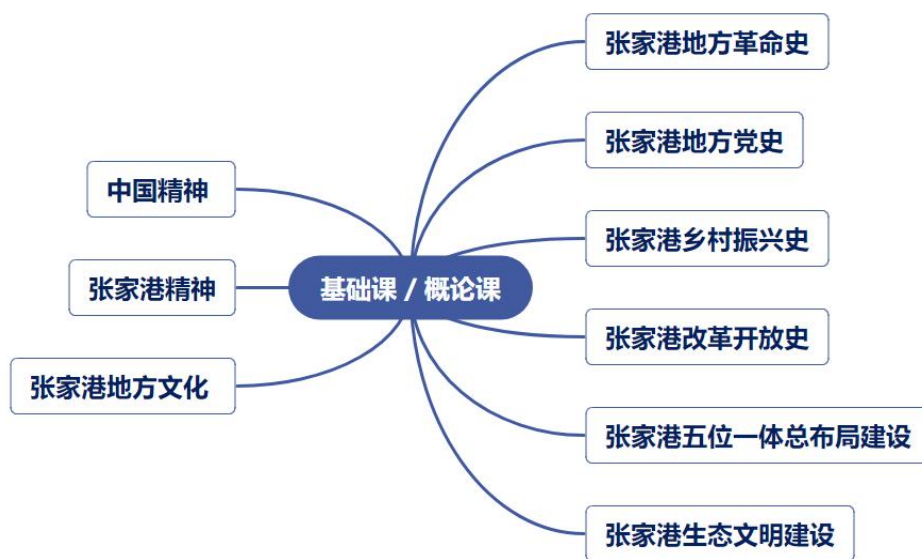 中国精神
张家港精神
张家港地方文化
基础课 / 概论课
张家港地方革命史
张家港地方党史
张家港乡村振兴史
张家港改革开放史
张家港五位一体总布局建设
张家港生态文明建设